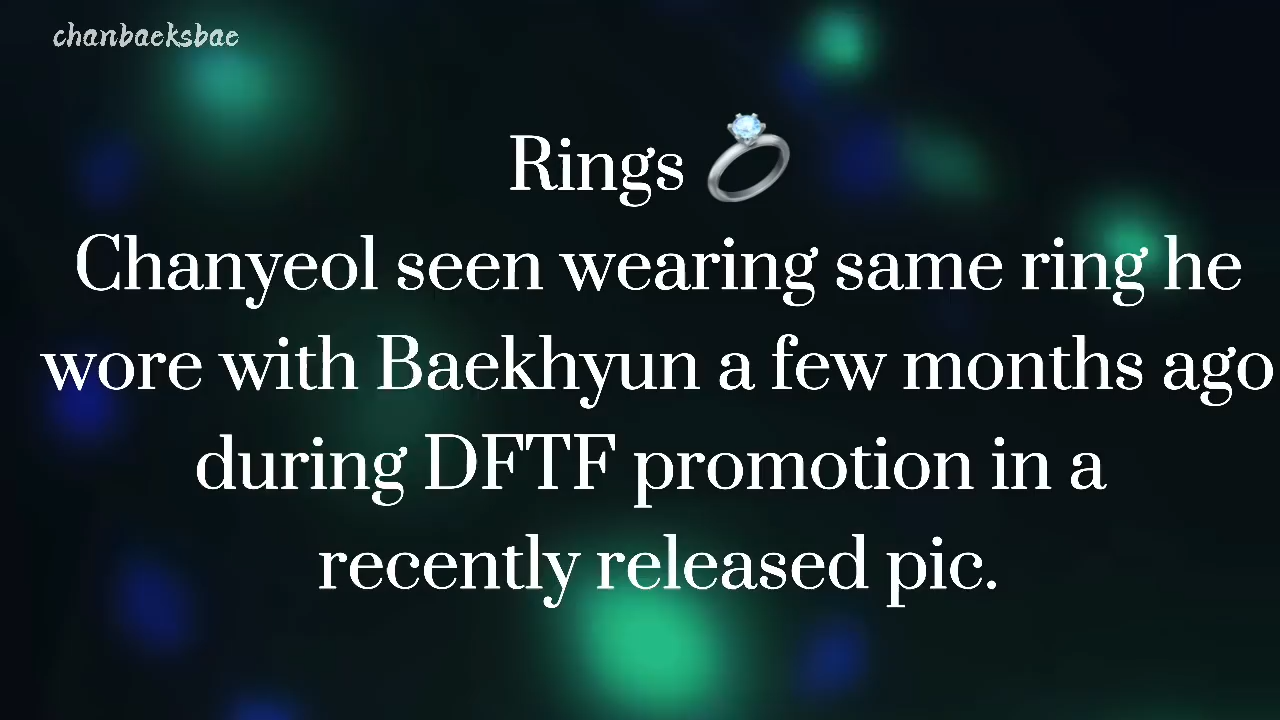 chanbaeksbae
Rings 💍
Chanyeol seen wearing same ring he
wore with Baekhyun a few months ago
during DFTF promotion in a
recently released pic.